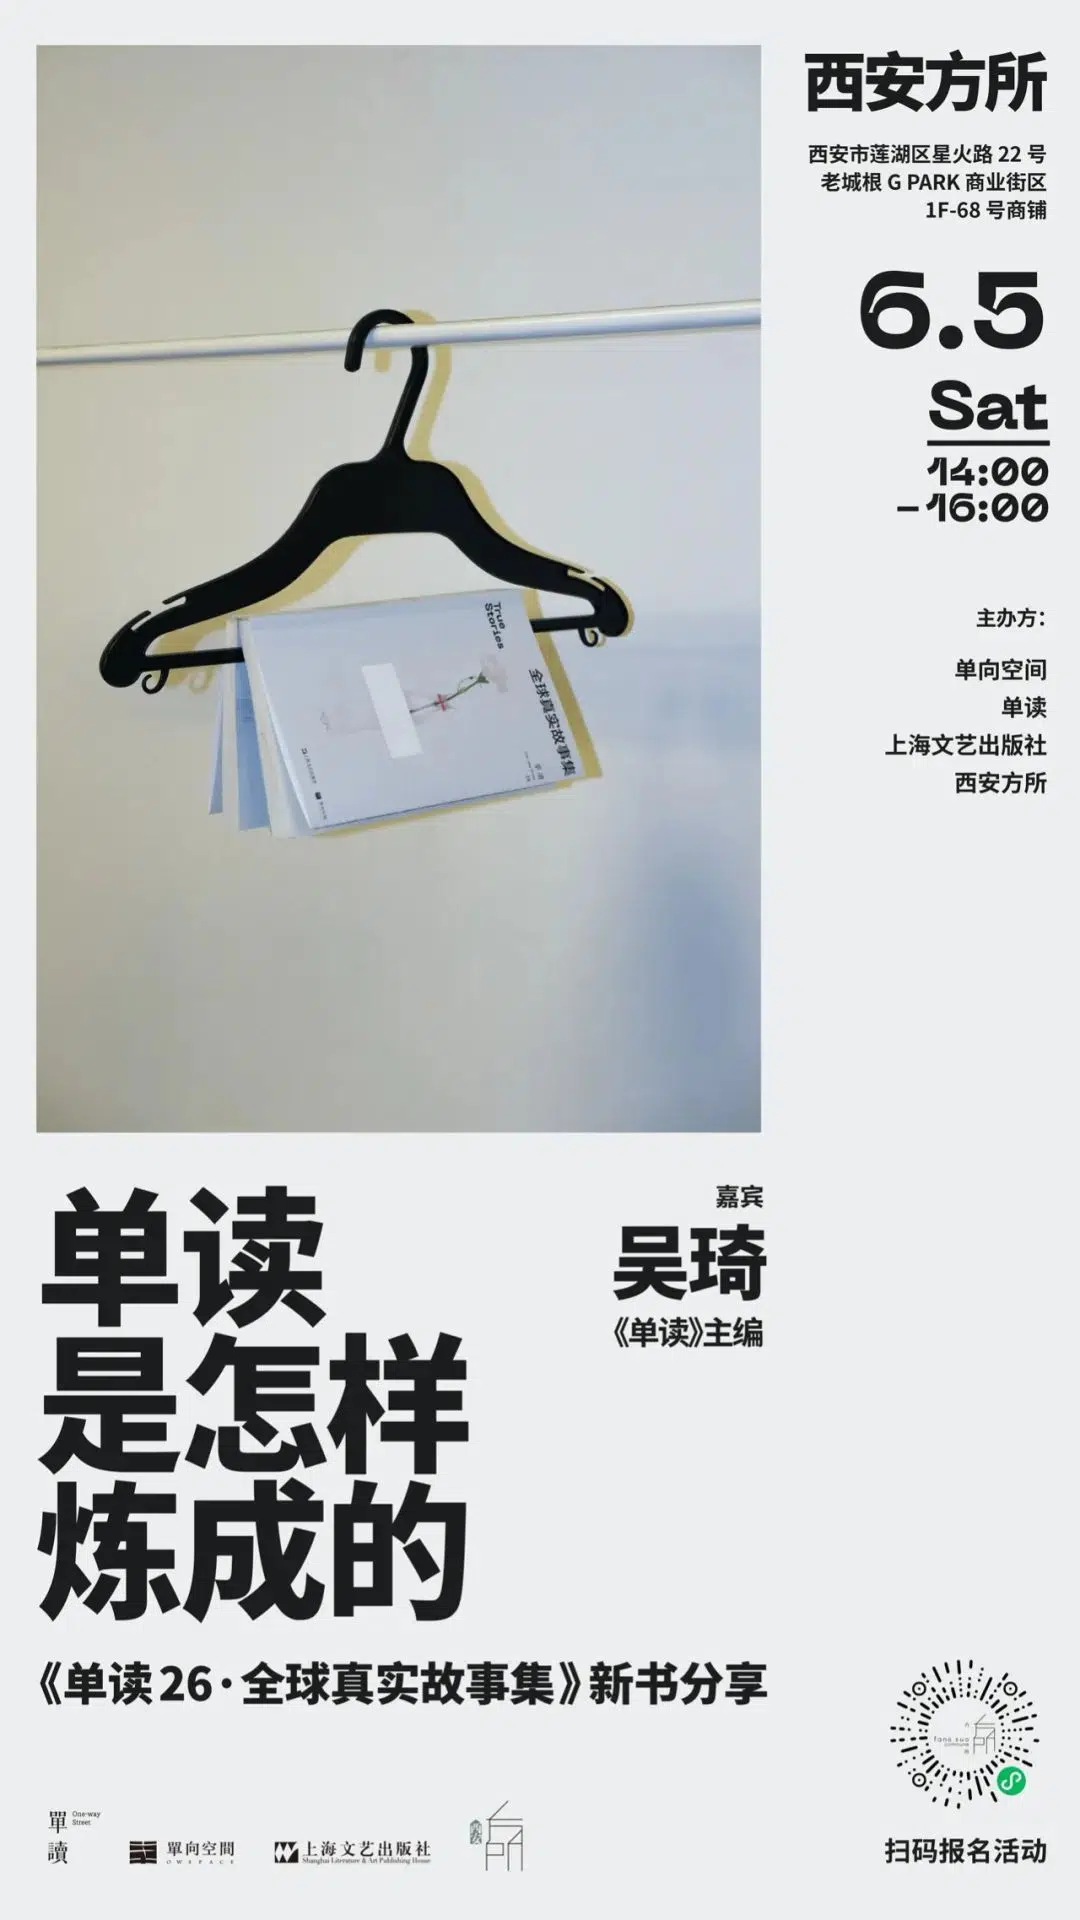 西安方所
西安市莲湖区星火路 22 号
老城根 G PARK 商业街区
1F-68 号商铺
6.5
Sat
14:00
–16:00
主办方：
单向空间
单读
上海文艺出版社
西安方所
True
Stories
全球真实故事集
嘉宾
吴琦
《单读》主编
单读
是怎样
炼成的
《单读 26·全球真实故事集》新书分享
單讀
One-way
Street
單向空間
OWSPACE
上海文艺出版社
Shanghai Literature & Art Publishing House
fang suo
commune
扫码报名活动